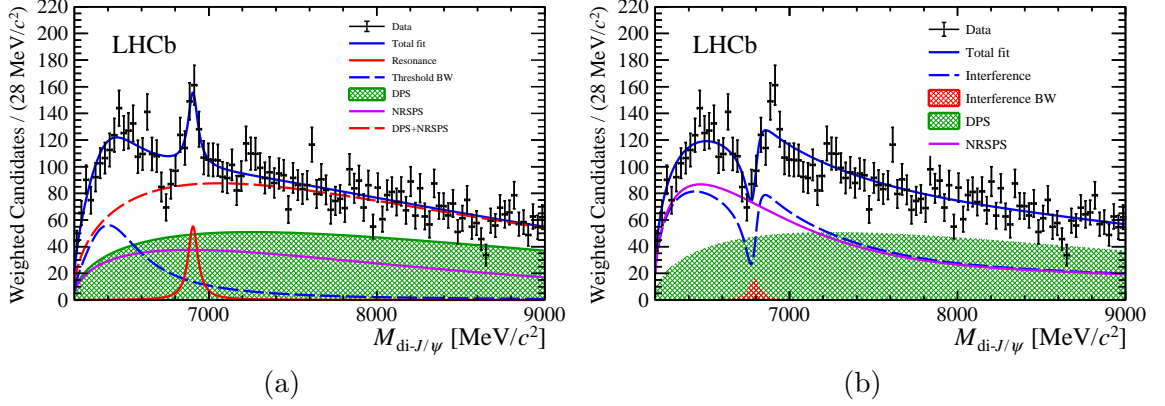 Weighted Candidates / (28 MeV/c²)
220
200
180
160
140
120
100
80
60
40
20
0
LHCb
Data
Total fit
Resonance
Threshold BW
DPS
NRSPS
DPS+NRSPS
7000 8000 9000
M_di-J/ψ [MeV/c²]
(a)
Weighted Candidates / (28 MeV/c²)
220
200
180
160
140
120
100
80
60
40
20
0
LHCb
Data
Total fit
Interference
Interference BW
DPS
NRSPS
7000 8000 9000
M_di-J/ψ [MeV/c²]
(b)